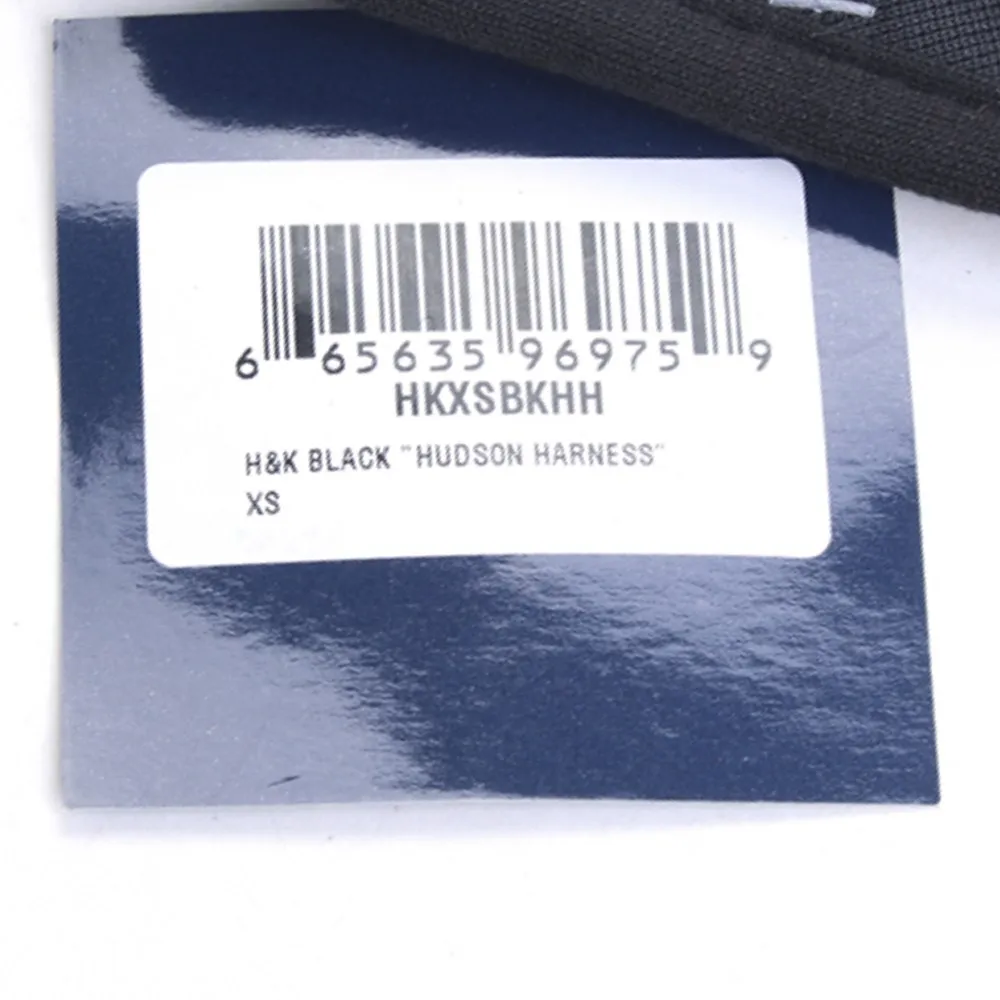 6 65635 96975 9
HKXSBKHH
H&K BLACK "HUDSON HARNESS"
XS